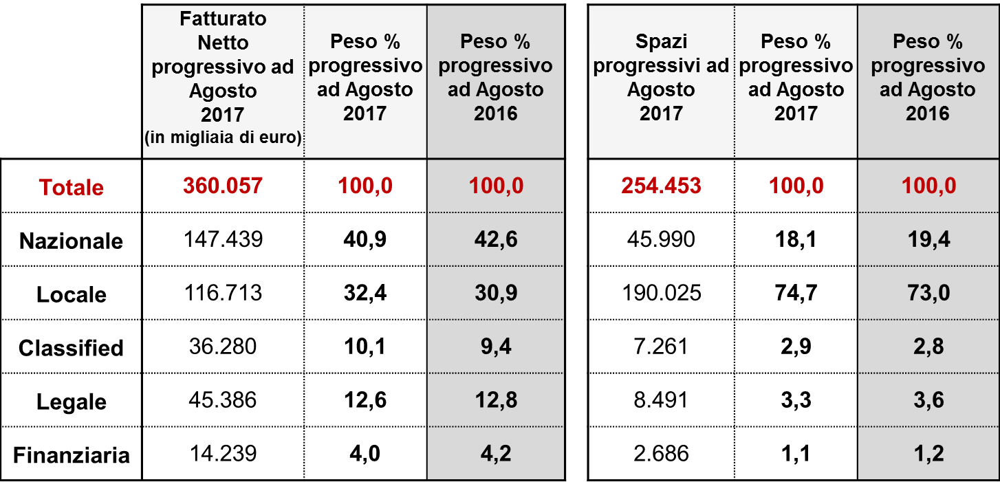 Fatturato
Netto
progressivo ad
Agosto
2017
(in migliaia di euro)
Peso %
progressivo
ad Agosto
2017
Peso %
progressivo
ad Agosto
2016
Spazi
progressivi ad
Agosto
2017
Peso %
progressivo
ad Agosto
2017
Peso %
progressivo
ad Agosto
2016
Totale 360.057 100,0 100,0 254.453 100,0 100,0
Nazionale 147.439 40,9 42,6 45.990 18,1 19,4
Locale 116.713 32,4 30,9 190.025 74,7 73,0
Classified 36.280 10,1 9,4 7.261 2,9 2,8
Legale 45.386 12,6 12,8 8.491 3,3 3,6
Finanziaria 14.239 4,0 4,2 2.686 1,1 1,2